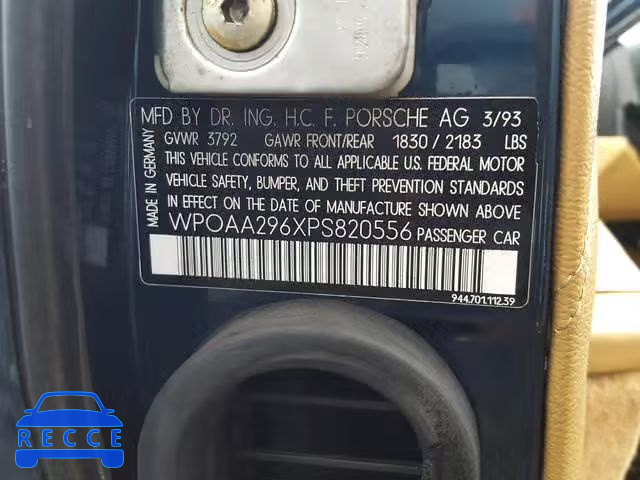 MFD BY DR. ING. H.C. F. PORSCHE AG 3/93
GVWR 3792 GAWR FRONT/REAR 1830 / 2183 LBS
THIS VEHICLE CONFORMS TO ALL APPLICABLE U.S. FEDERAL MOTOR
VEHICLE SAFETY, BUMPER, AND THEFT PREVENTION STANDARDS
IN EFFECT ON THE DATE OF MANUFACTURE SHOWN ABOVE
WPOAA296XPS820556 PASSENGER CAR
MADE IN GERMANY
944.701.112.39
RECCE